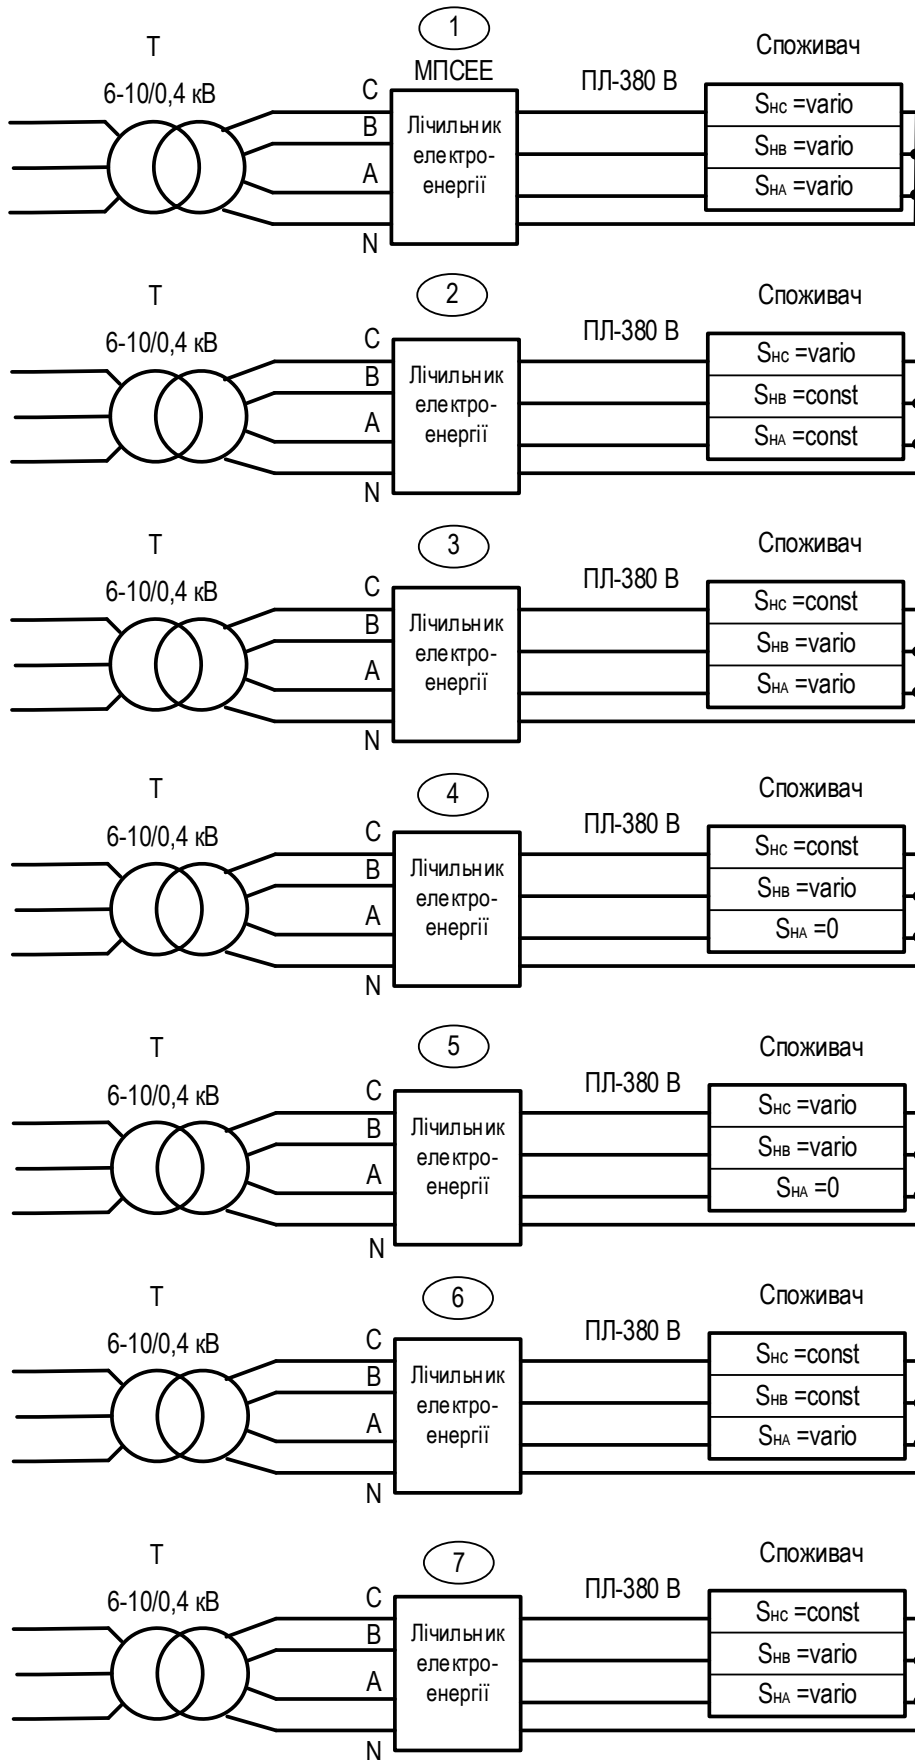 1
Т
Споживач
МПСЕЕ
6-10/0,4 кВ
ПЛ-380 В
C
B
A
N
Лічильник
електро-
енергії
SНС =vario
SНВ =vario
SНА =vario
2
Т
Споживач
6-10/0,4 кВ
ПЛ-380 В
C
B
A
N
Лічильник
електро-
енергії
SНС =vario
SНВ =const
SНА =const
3
Т
Споживач
6-10/0,4 кВ
ПЛ-380 В
C
B
A
N
Лічильник
електро-
енергії
SНС =const
SНВ =vario
SНА =vario
4
Т
Споживач
6-10/0,4 кВ
ПЛ-380 В
C
B
A
N
Лічильник
електро-
енергії
SНС =const
SНВ =vario
SНА =0
5
Т
Споживач
6-10/0,4 кВ
ПЛ-380 В
C
B
A
N
Лічильник
електро-
енергії
SНС =vario
SНВ =vario
SНА =0
6
Т
Споживач
6-10/0,4 кВ
ПЛ-380 В
C
B
A
N
Лічильник
електро-
енергії
SНС =const
SНВ =const
SНА =vario
7
Т
Споживач
6-10/0,4 кВ
ПЛ-380 В
C
B
A
N
Лічильник
електро-
енергії
SНС =const
SНВ =vario
SНА =vario